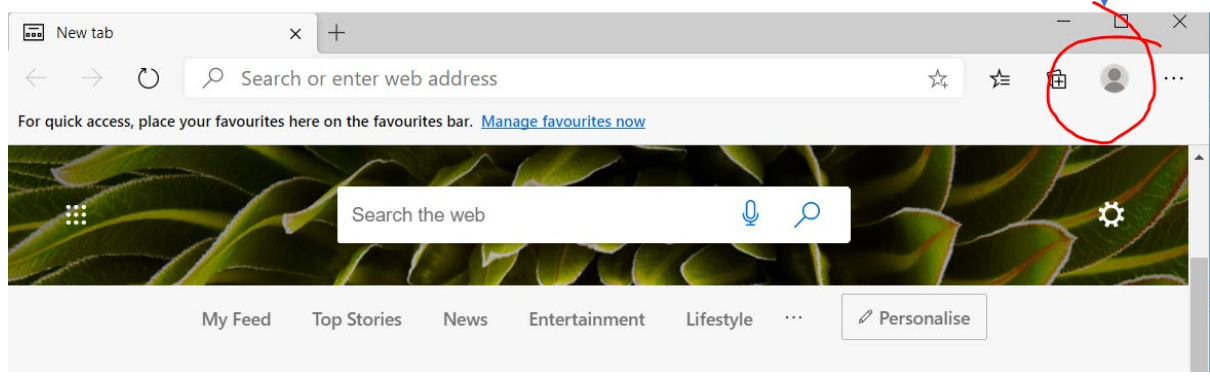 New tab
Search or enter web address
For quick access, place your favourites here on the favourites bar. Manage favourites now
Search the web
My Feed Top Stories News Entertainment Lifestyle ... Personalise